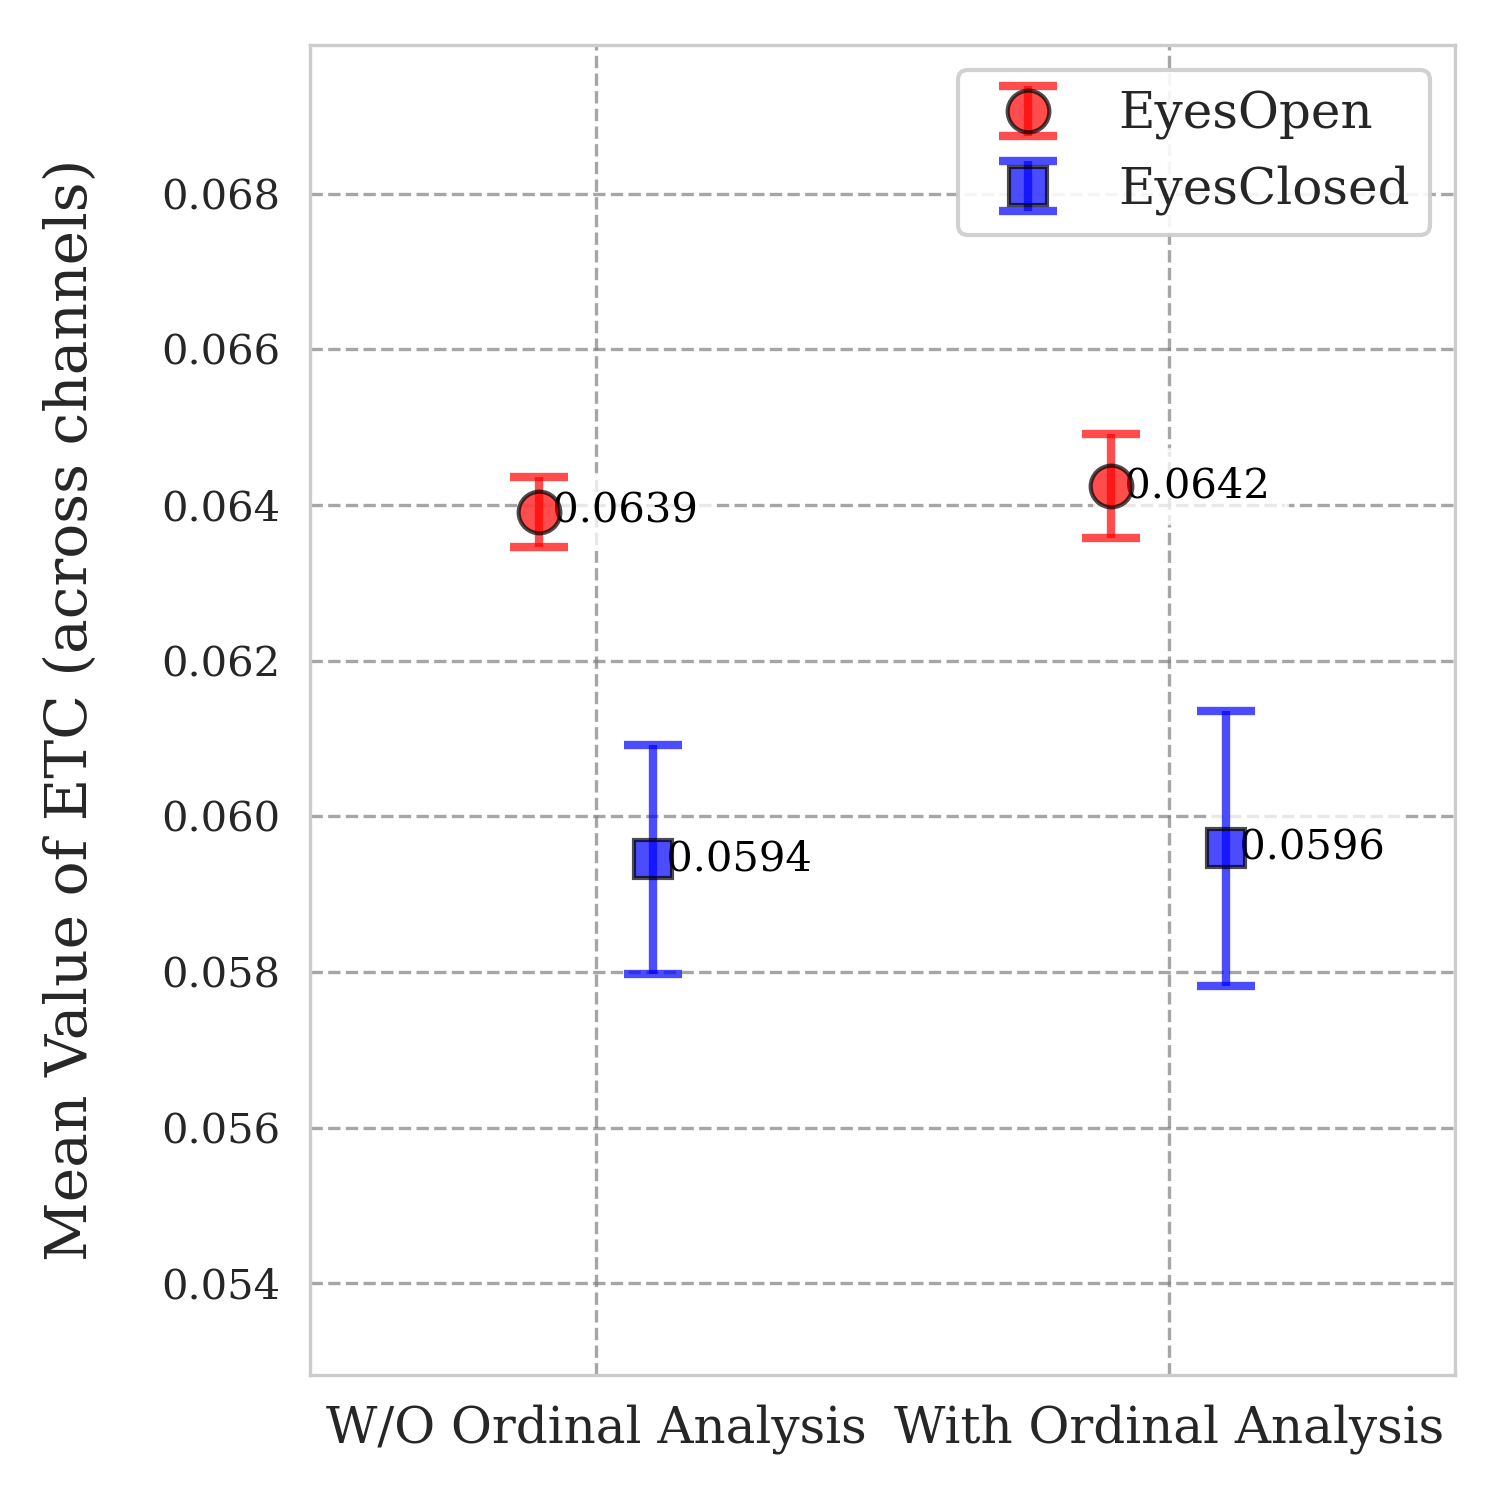 EyesOpen
EyesClosed
Mean Value of ETC (across channels)
0.068
0.066
0.064
0.062
0.060
0.058
0.056
0.054
0.0639
0.0642
0.0594
0.0596
W/O Ordinal Analysis
With Ordinal Analysis